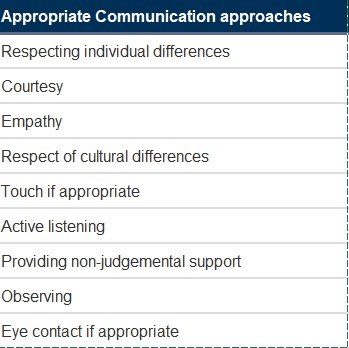 Appropriate Communication approaches
Respecting individual differences
Courtesy
Empathy
Respect of cultural differences
Touch if appropriate
Active listening
Providing non-judgemental support
Observing
Eye contact if appropriate